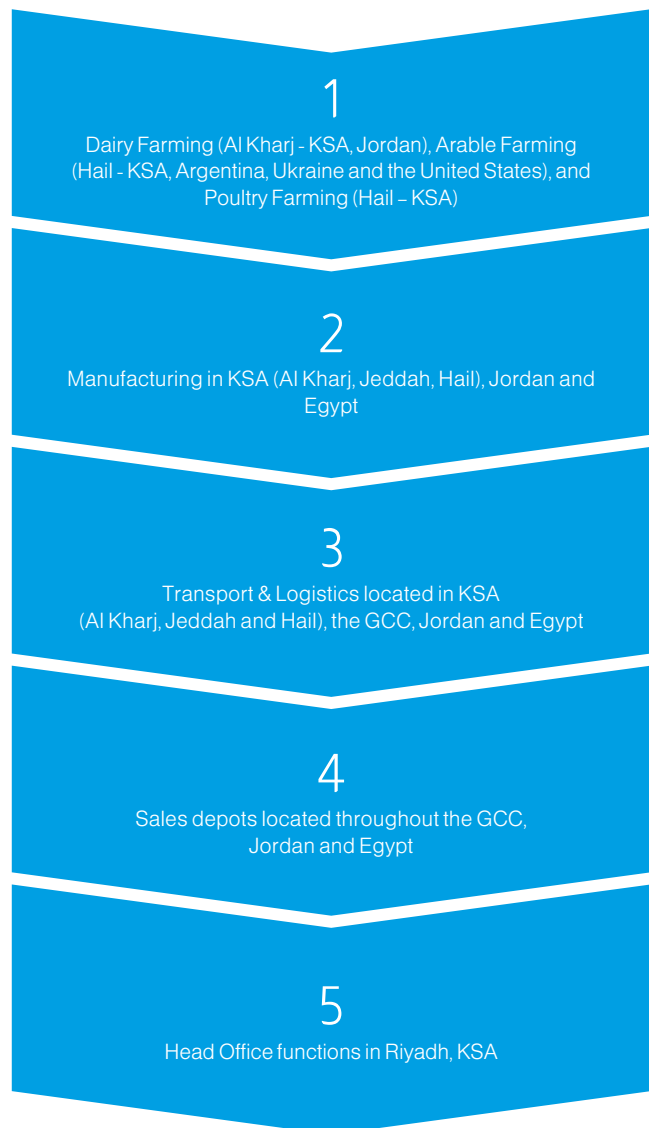 1
Dairy Farming (Al Kharj - KSA, Jordan), Arable Farming
(Hail - KSA, Argentina, Ukraine and the United States), and
Poultry Farming (Hail – KSA)
2
Manufacturing in KSA (Al Kharj, Jeddah, Hail), Jordan and
Egypt
3
Transport & Logistics located in KSA
(Al Kharj, Jeddah and Hail), the GCC, Jordan and Egypt
4
Sales depots located throughout the GCC,
Jordan and Egypt
5
Head Office functions in Riyadh, KSA